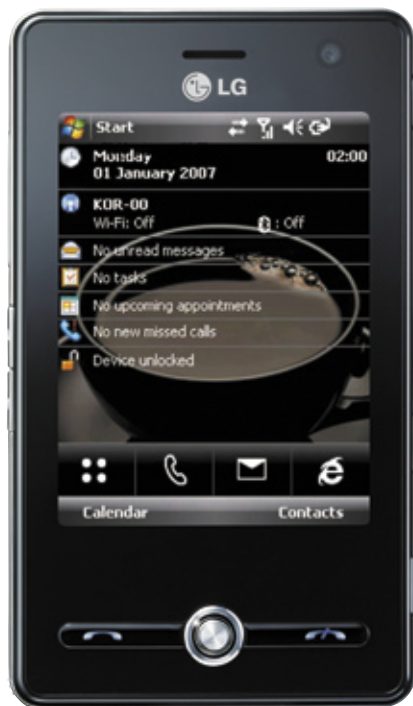 LG
Start
Monday 02:00
01 January 2007
KOR-00
Wi-Fi: Off : Off
No unread messages
No tasks
No upcoming appointments
No new missed calls
Device unlocked
Calendar Contacts